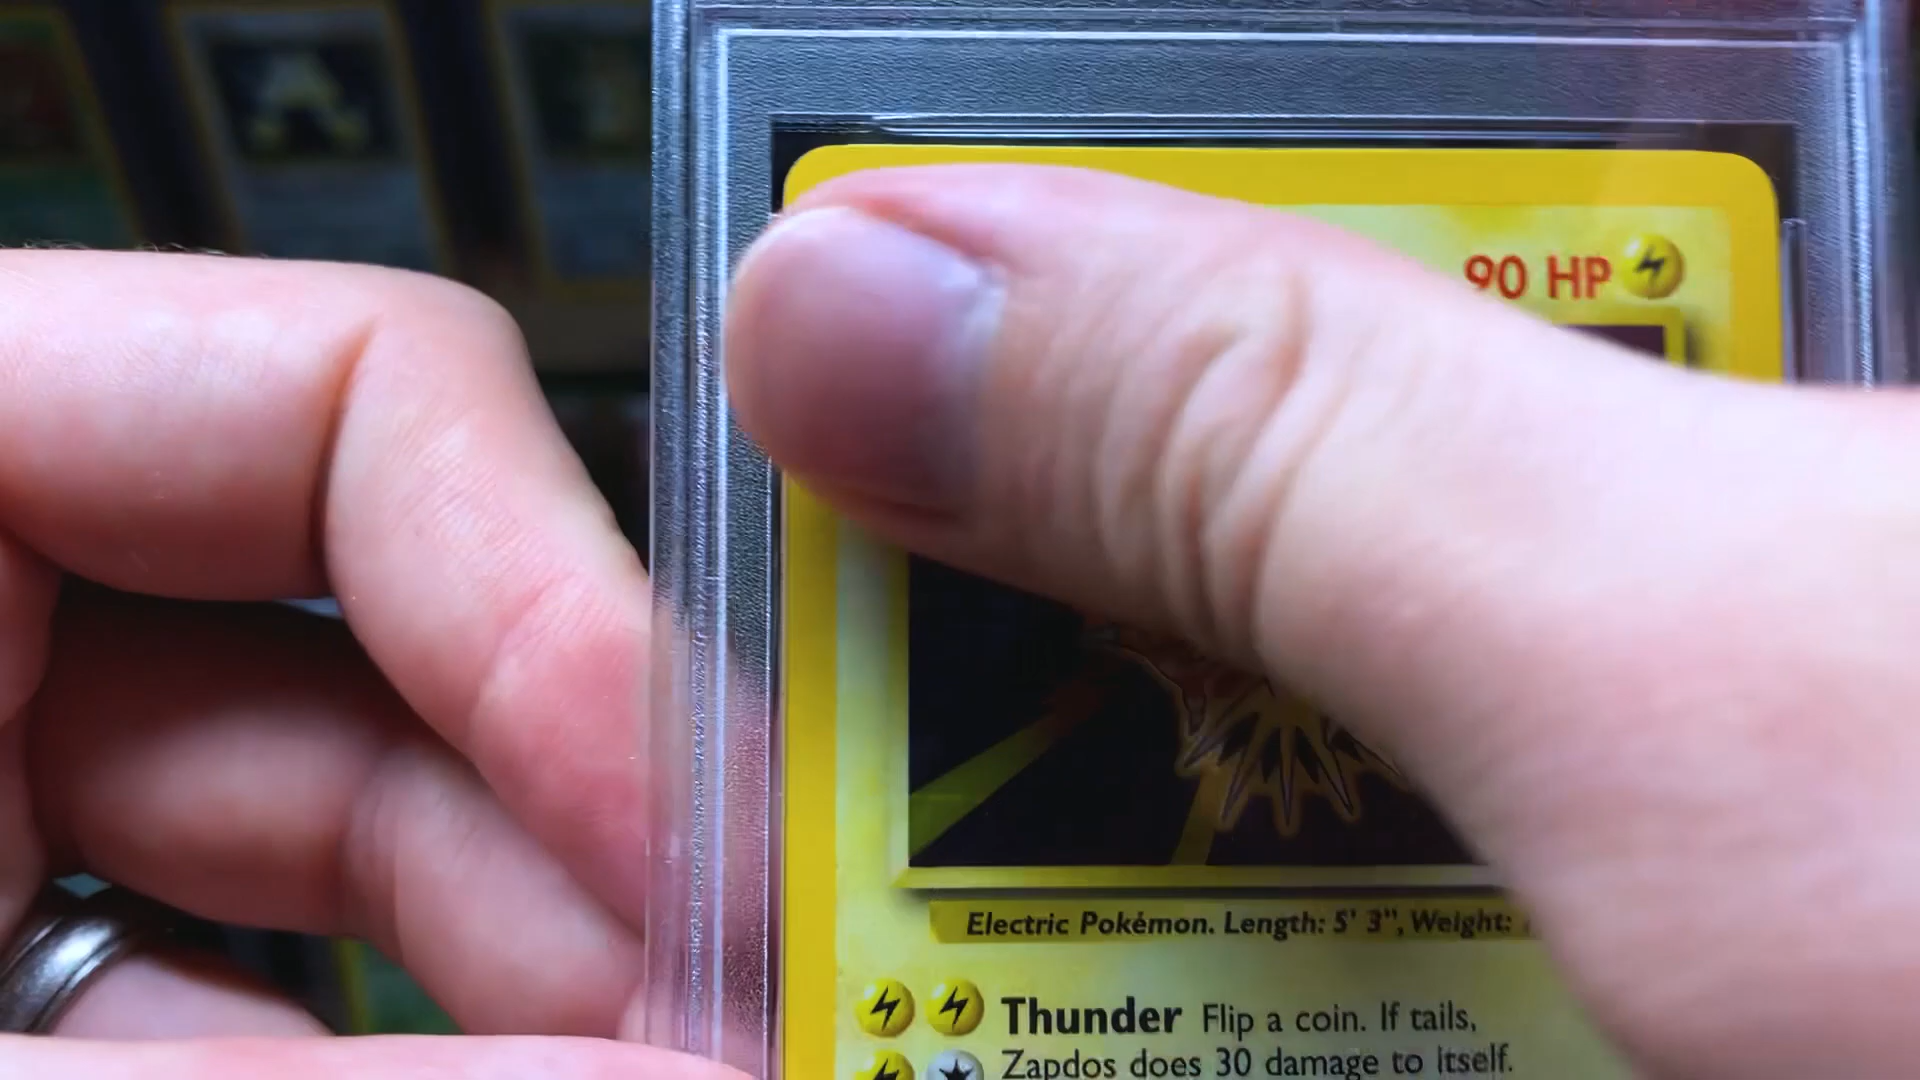 90 HP
Electric Pokémon. Length: 5' 3", Weight:
Thunder Flip a coin. If tails,
Zapdos does 30 damage to itself.